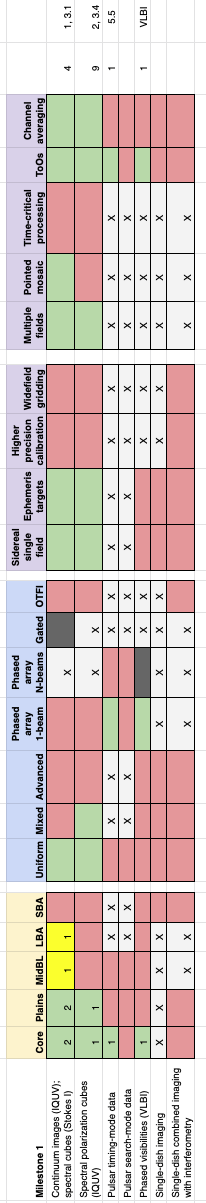 Milestone 1 Core Plains MidBL LBA SBA Uniform Mixed Advanced Phased array 1-beam Phased array N-beams Gated OTFI Sidereal single field Ephemeris targets Higher precision calibration Widefield gridding Multiple fields Pointed mosaic Time-critical processing ToOs Channel averaging
Continuum images (IQUV);
spectral cubes (Stokes I) 2 2 1 1 X 4 1, 3.1
Spectral polarization cubes
(IQUV) 1 1 X X 9 2, 3.4
Pulsar timing-mode data 1 X X X X X X X X X X X X X 1 5.5
Pulsar search-mode data X X X X X X X X X X X X X
Phased visibilities (VLBI) 1 X X X X X X X 1 VLBI
Single-dish imaging X X X X X X X X X X X X X
Single-dish combined imaging
with interferometry X X X X X X X X